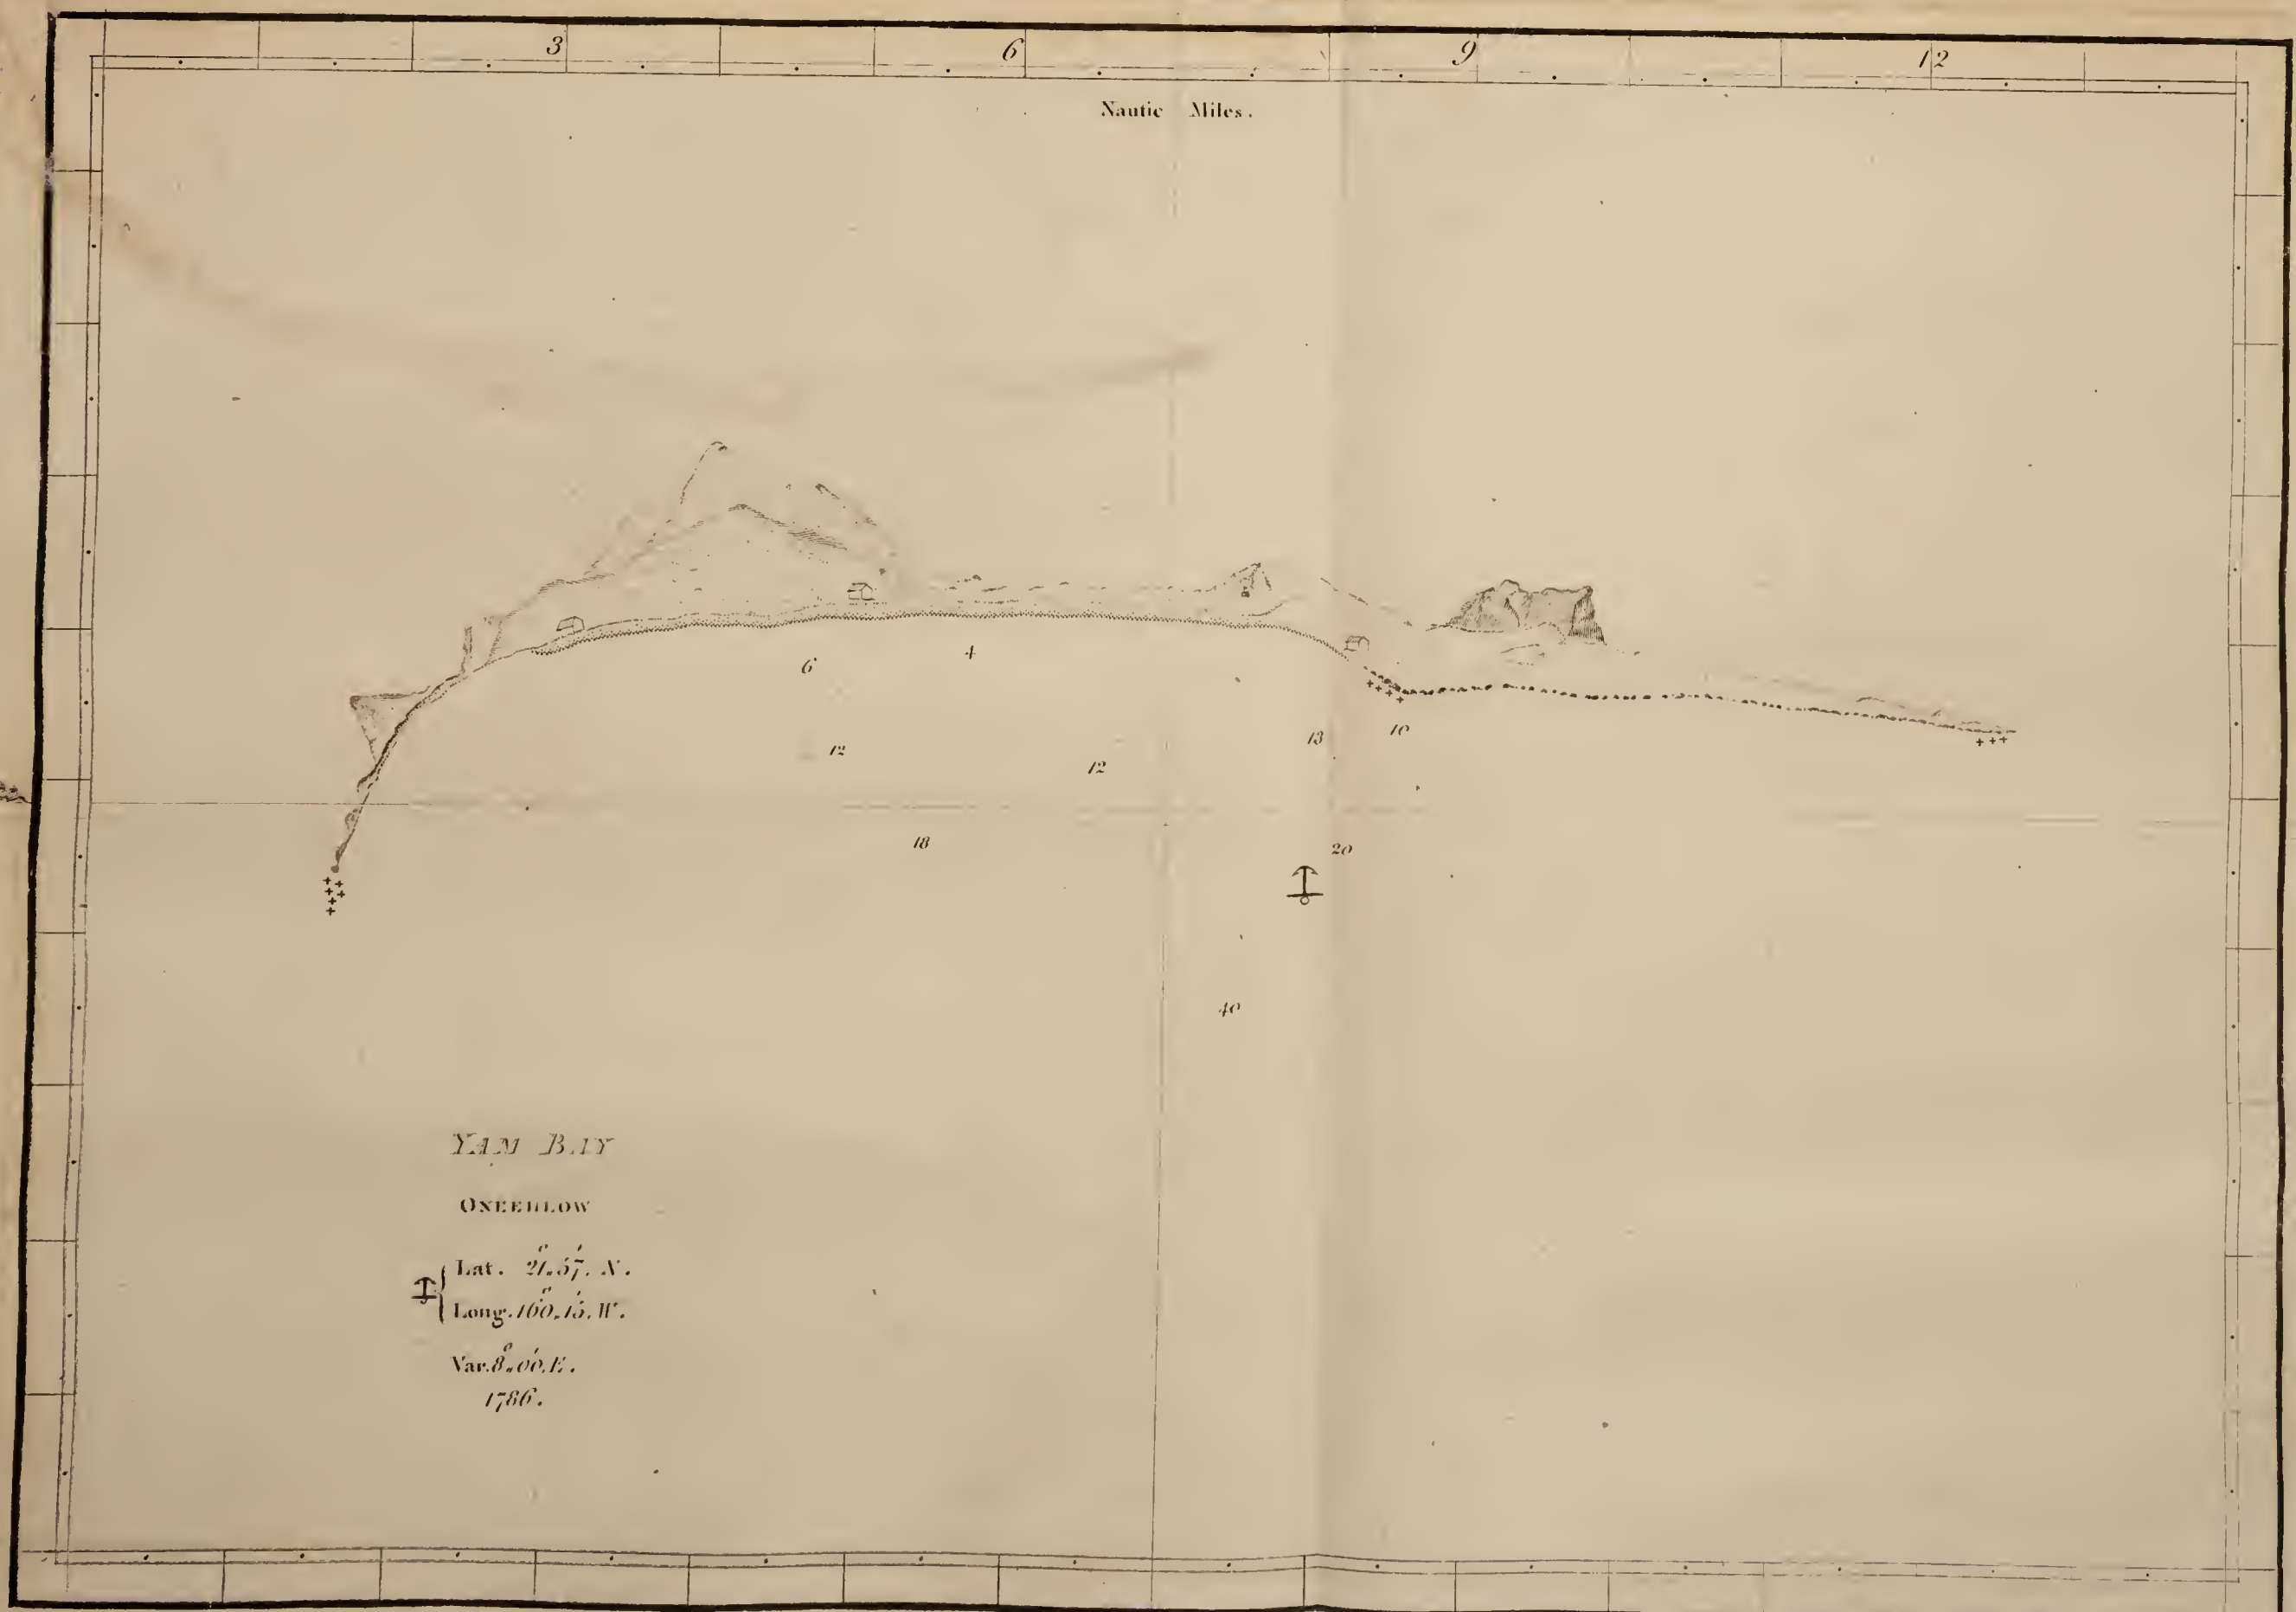 3 6 9 12
Nautic Miles.
6 4
12 12 13 10
18 20
40
YAM BAY
ONEEHLOW
Lat. 21°.57'. N.
Long. 160°.15'. W.
Var. 8°.00'. E.
1786.